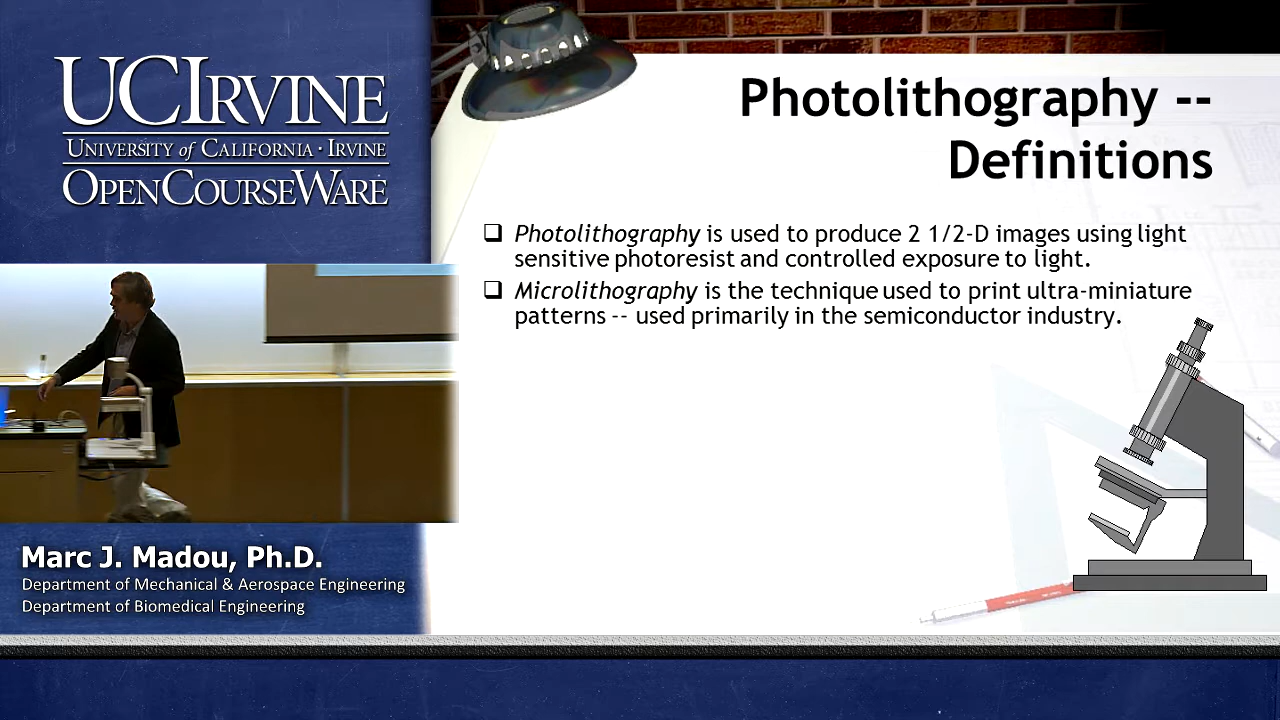 UCIRVINE
UNIVERSITY of CALIFORNIA · IRVINE
OPENCOURSEWARE
Photolithography --
Definitions
❑ Photolithography is used to produce 2 1/2-D images using light
sensitive photoresist and controlled exposure to light.
❑ Microlithography is the technique used to print ultra-miniature
patterns -- used primarily in the semiconductor industry.
Marc J. Madou, Ph.D.
Department of Mechanical & Aerospace Engineering
Department of Biomedical Engineering